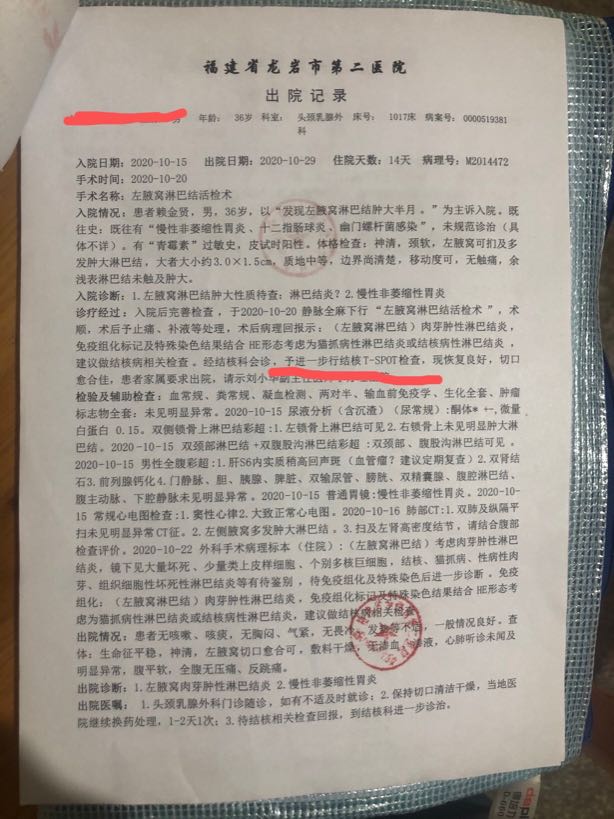 福建省龙岩市第二医院
出院记录
男 年龄： 36岁 科室： 头颈乳腺外 床号： 1017床 病案号： 0000519381
科
入院日期：2020-10-15 出院日期：2020-10-29 住院天数：14天 病理号：M2014472
手术时间：2020-10-20
手术名称：左腋窝淋巴结活检术
入院情况：患者赖金贤，男，36岁，以“发现左腋窝淋巴结肿大半月 。”为主诉入院。既
往史：既往有“慢性非萎缩性胃炎、十二指肠球炎，幽门螺杆菌感染”，未规范诊治（具
体不详）。有“青霉素”过敏史，皮试时阳性。体格检查：神清，颈软，左腋窝可扪及多
发肿大淋巴结，大者大小约3.0×1.5cm，质地中等，边界尚清楚，移动度可，无触痛，余
浅表淋巴结未触及肿大。
入院诊断：1.左腋窝淋巴结肿大性质待查：淋巴结炎？2.慢性非萎缩性胃炎
诊疗经过：入院后完善检查，于2020-10-20 静脉全麻下行 “左腋窝淋巴结活检术”，术
顺，术后予止痛、补液等处理，术后病理回报示：（左腋窝淋巴结）肉芽肿性淋巴结炎，
免疫组化标记及特殊染色结果结合 HE形态考虑为猫抓病性淋巴结炎或结核病性淋巴结炎，
建议做结核病相关检查。经结核科会诊，予进一步行结核T-SPOT检查，现恢复良好，切口
愈合佳，患者家属要求出院，请示刘小华副主任医师
检验及辅助检查：血常规、粪常规、凝血检测、两对半、输血前免疫学、生化全套、肿瘤
标志物全套：未见明显异常。2020-10-15 尿液分析（含沉渣）（尿常规）:酮体* +-,微量
白蛋白 0.15。双侧锁骨上淋巴结彩超：1.左锁骨上淋巴结可见2.右锁骨上未见明显肿大淋
巴结。2020-10-15 双颈部淋巴结+双腹股沟淋巴结彩超：双颈部、腹股沟淋巴结可见 。
2020-10-15 男性全腹彩超：1.肝S6内实质稍高回声斑（血管瘤？建议定期复查）2.双肾结
石3.前列腺钙化4.门静脉、胆、胰腺、脾脏、双输尿管、膀胱、双精囊腺、腹腔淋巴结、
腹主动脉、下腔静脉未见明显异常。2020-10-15 普通胃镜:慢性非萎缩性胃炎。2020-10-
15 常规心电图检查:1.窦性心律2.大致正常心电图。2020-10-16 肺部CT:1.双肺及纵隔平
扫未见明显异常CT征。2.左侧腋窝多发肿大淋巴结。3.扫及左肾高密度结节，请结合腹部
检查评价。2020-10-22 外科手术病理标本（住院）:（左腋窝淋巴结）考虑肉芽肿性淋巴
结炎，镜下见大量坏死、少量类上皮样细胞、个别多核巨细胞，结核、猫抓病、性病性肉
芽、组织细胞性坏死性淋巴结炎等有待鉴别，待免疫组化及特殊染色后进一步诊断。免疫
组化：（左腋窝淋巴结）肉芽肿性淋巴结炎，免疫组化标记及特殊染色结果结合 HE形态考
虑为猫抓病性淋巴结炎或结核病性淋巴结炎，建议做结核病相关检查
出院情况：患者无咳嗽、咳痰，无胸闷、气紧，无畏冷、发热等不适，一般情况良好，查
体：生命征平稳，神清，左腋窝切口愈合可，敷料干燥，无渗血、渗液，心肺听诊未闻及
明显异常，腹平软，全腹无压痛、反跳痛。
出院诊断：1.左腋窝肉芽肿性淋巴结炎 2.慢性非萎缩性胃炎
出院医嘱： 1.头颈乳腺外科门诊随诊，如有不适及时就诊；2.保持切口清洁干燥，当地医
院继续换药处理，1-2天1次；3.待结核相关检查回报，到结核科进一步诊治。